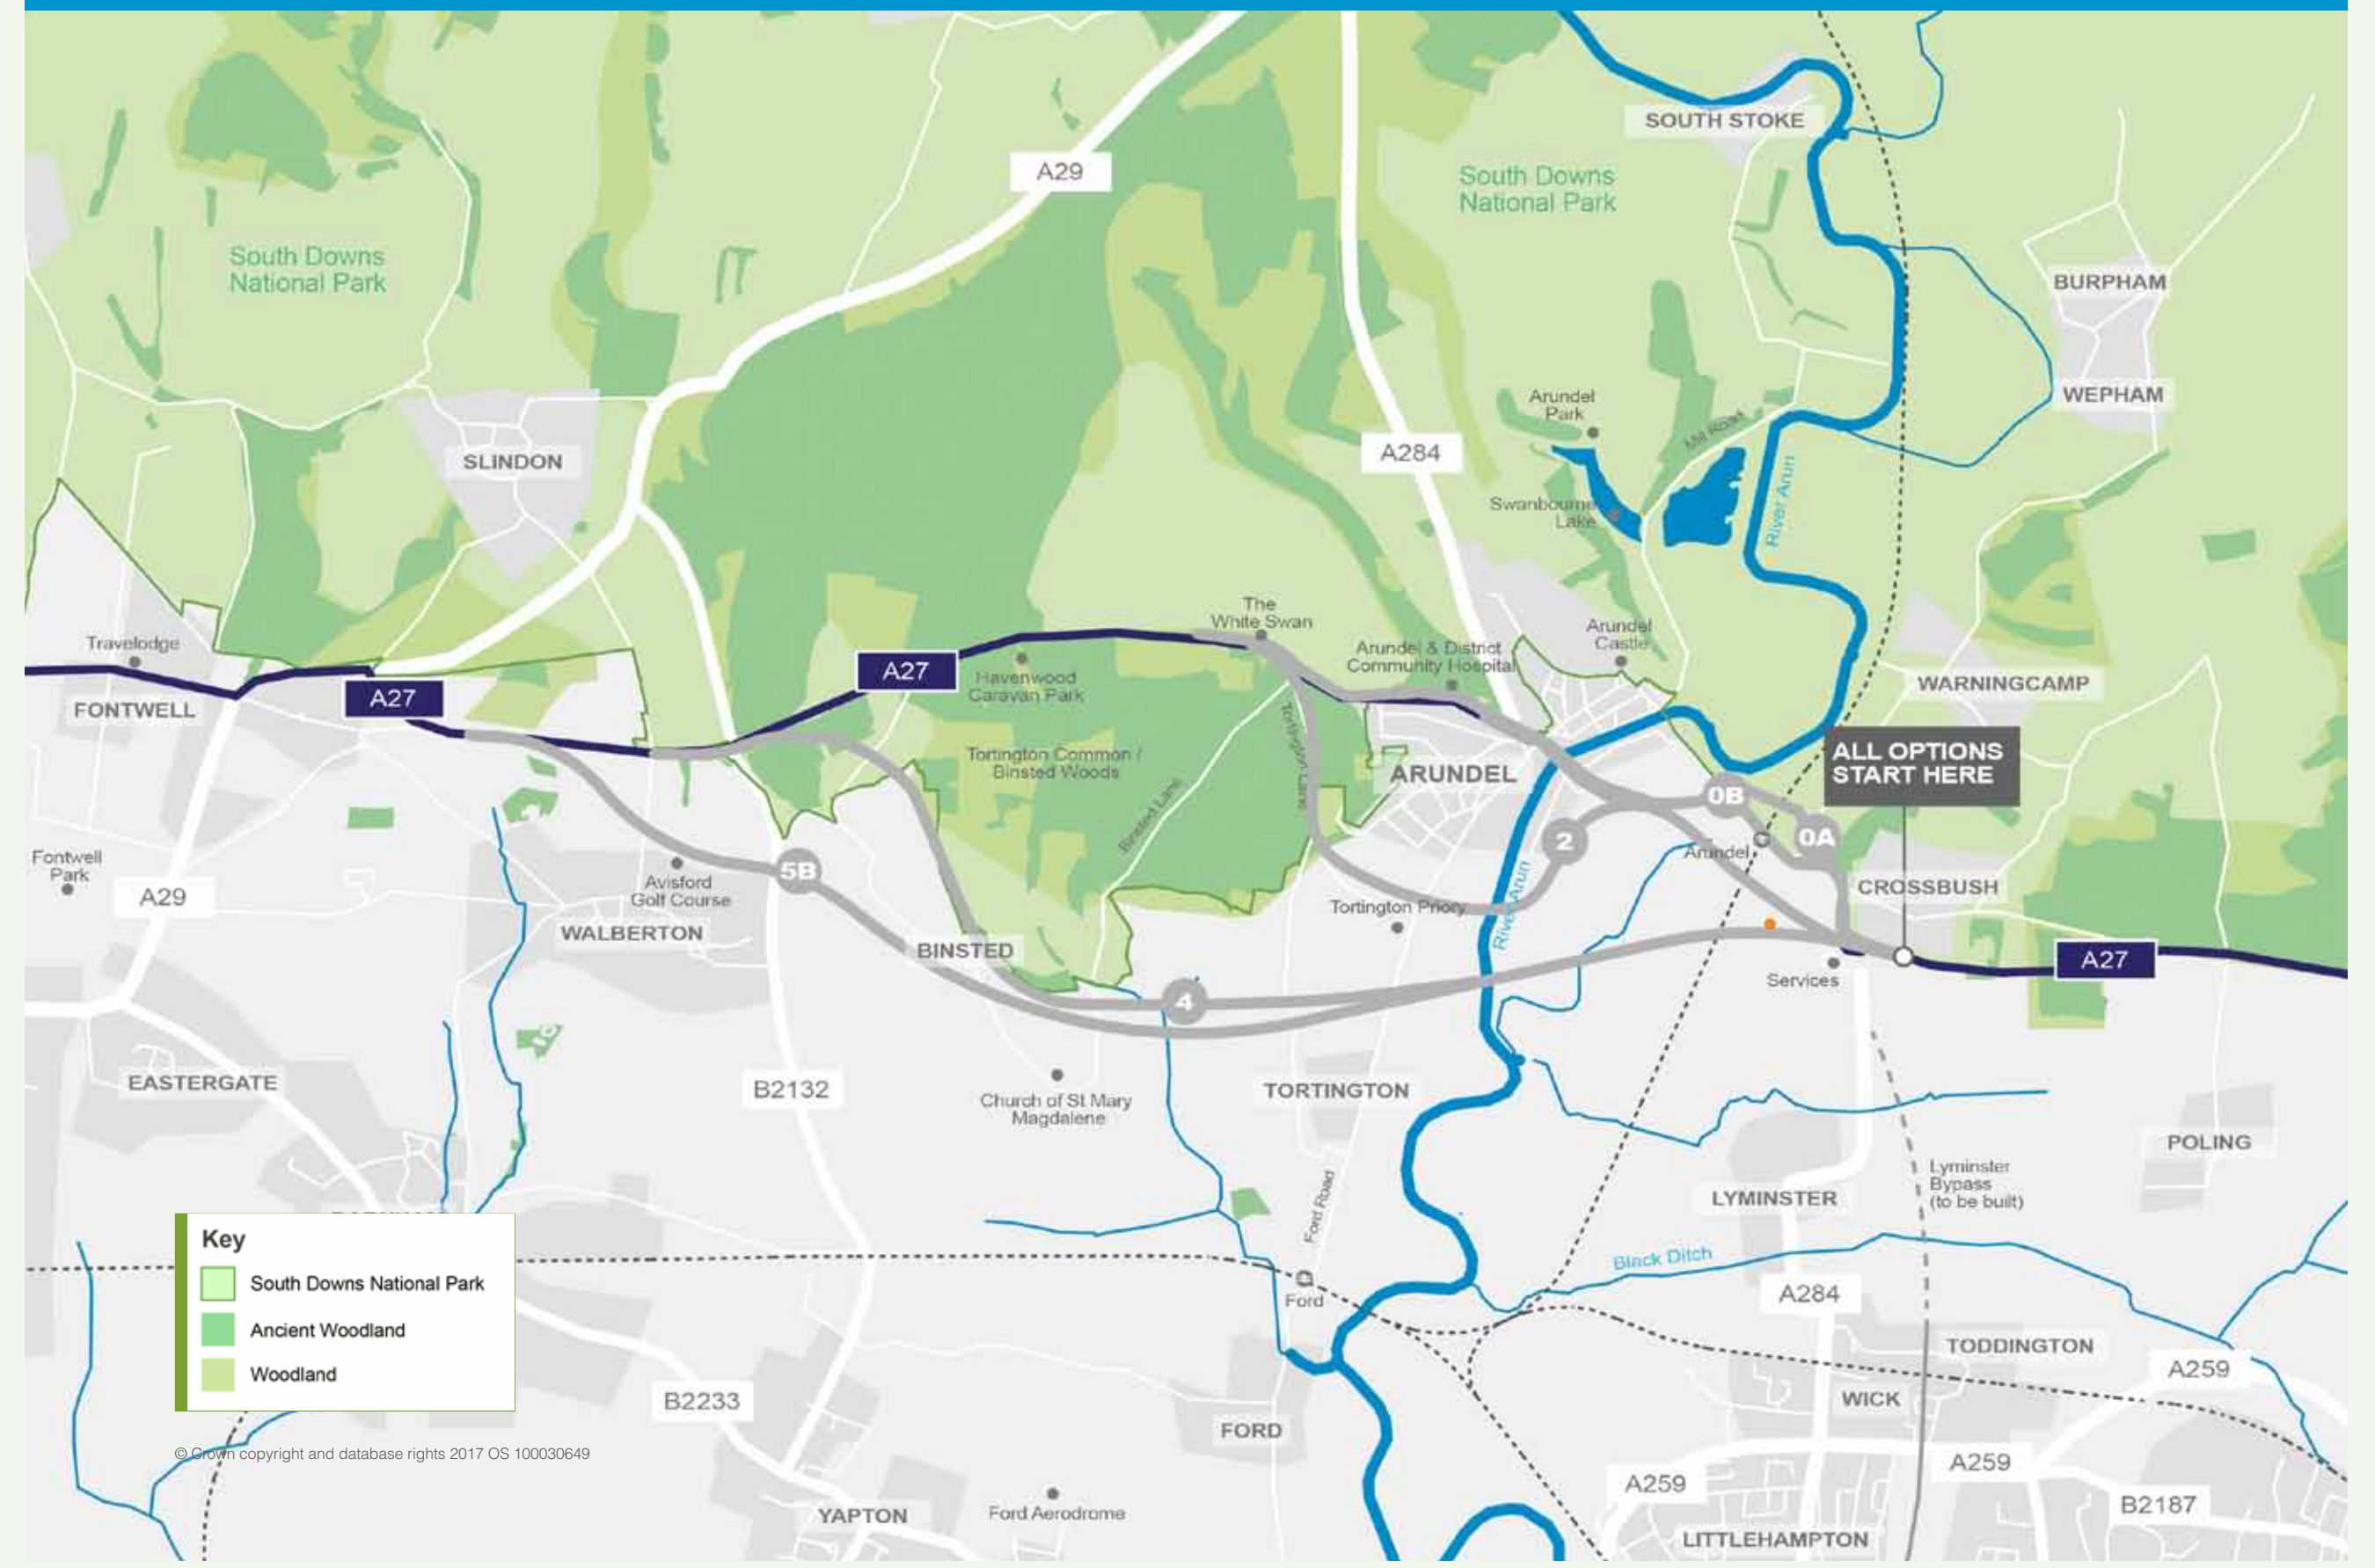 SOUTH STOKE
A29
South Downs
National Park
South Downs
National Park
BURPHAM
WEPHAM
Arundel
Park
Mill Road
A284
SLINDON
River Arun
Swanbourne
Lake
The
White Swan
Arundel & District
Community Hospital
Arundel
Castle
Travelodge
A27
Havenwood
Caravan Park
WARNINGCAMP
A27
FONTWELL
Tortington Lane
ALL OPTIONS
START HERE
Tortington Common /
Binsted Woods
ARUNDEL
0B
Binsted Lane
2
0A
Arundel
Fontwell
Park
5B
Avisford
Golf Course
A29
CROSSBUSH
Tortington Priory
River Arun
WALBERTON
BINSTED
A27
Services
4
EASTERGATE
B2132
Church of St Mary
Magdalene
TORTINGTON
POLING
Lyminster
Bypass
(to be built)
LYMINSTER
Ford Road
Key
South Downs National Park
Ancient Woodland
Woodland
Black Ditch
Ford
A284
TODDINGTON
A259
WICK
B2233
FORD
© Crown copyright and database rights 2017 OS 100030649
A259
A259
YAPTON
Ford Aerodrome
B2187
LITTLEHAMPTON